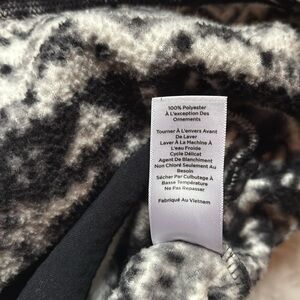 100% Polyester
À L'exception Des
Ornements
Tourner À L'envers Avant
De Laver
Laver À La Machine À
L'eau Froide
Cycle Délicat
Agent De Blanchiment
Non Chloré Seulement Au
Besoin
Sécher Par Culbutage À
Basse Température
Ne Pas Repasser
Fabriqué Au Vietnam